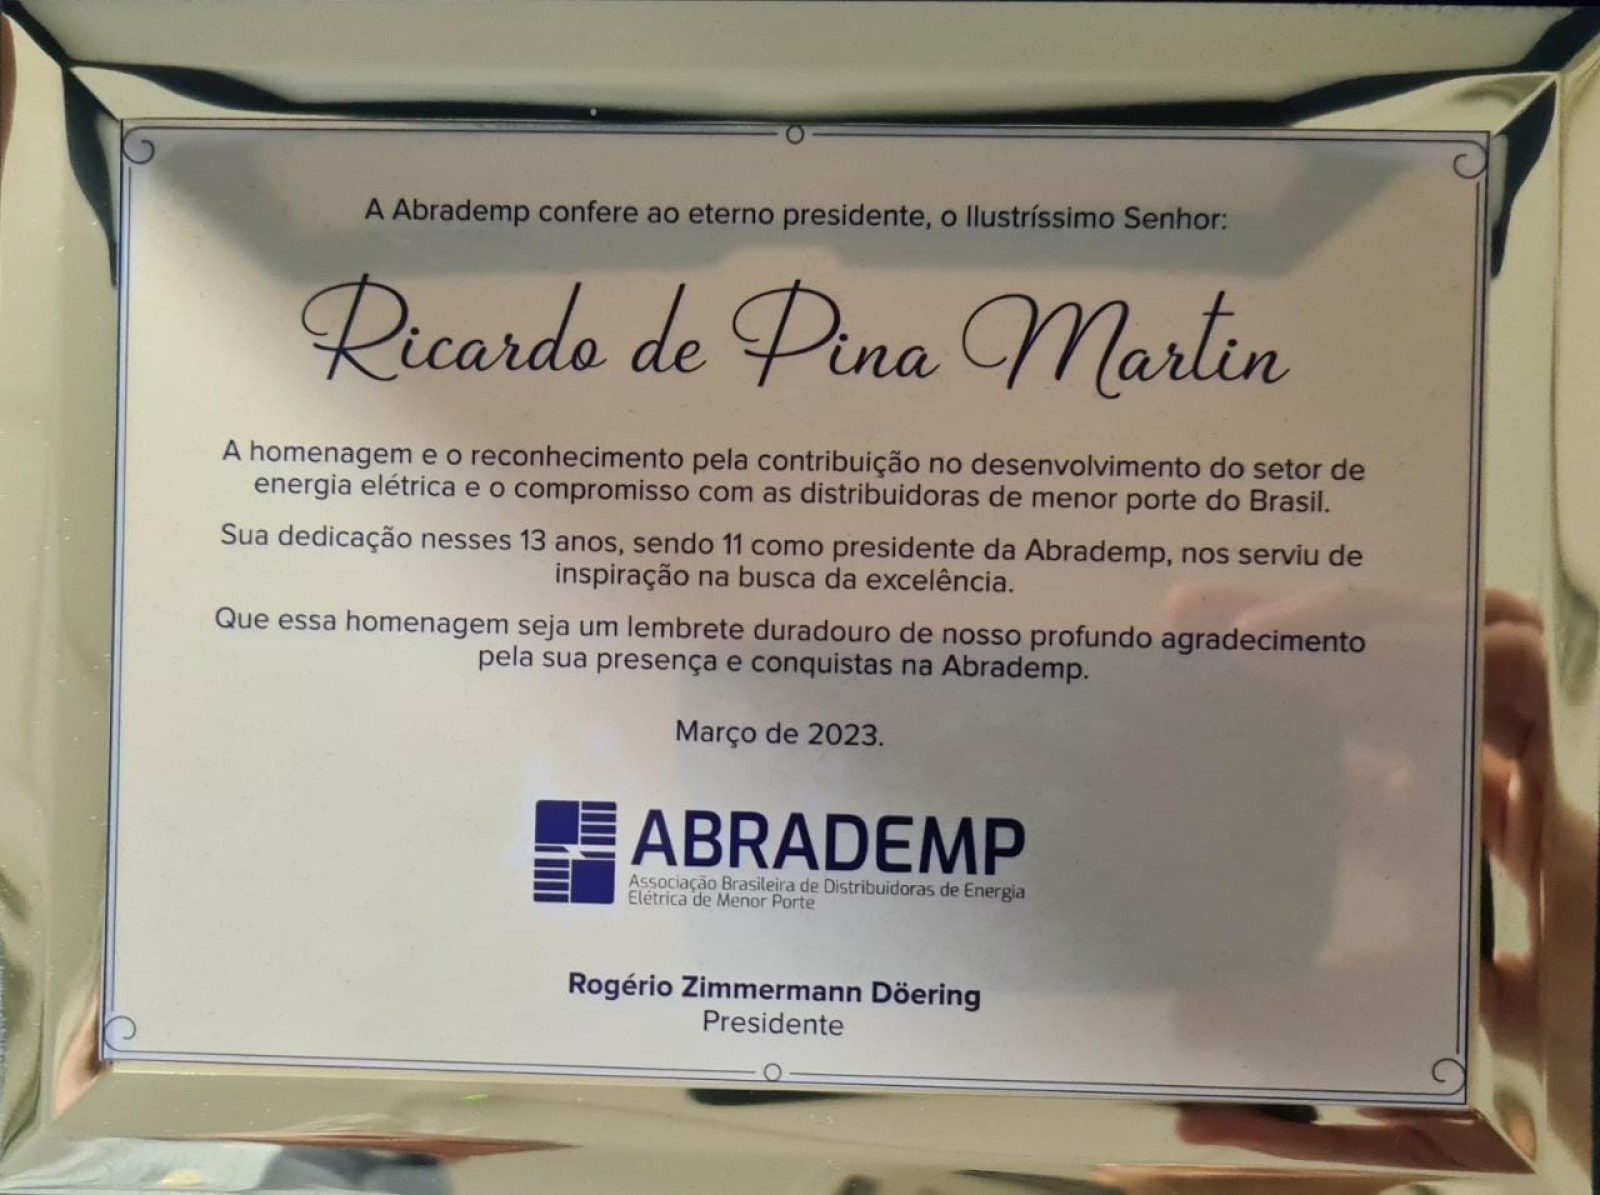 A Abrademp confere ao eterno presidente, o Ilustríssimo Senhor:
Ricardo de Pina Martin
A homenagem e o reconhecimento pela contribuição no desenvolvimento do setor de
energia elétrica e o compromisso com as distribuidoras de menor porte do Brasil.
Sua dedicação nesses 13 anos, sendo 11 como presidente da Abrademp, nos serviu de
inspiração na busca da excelência.
Que essa homenagem seja um lembrete duradouro de nosso profundo agradecimento
pela sua presença e conquistas na Abrademp.
Março de 2023.
ABRADEMP
Associação Brasileira de Distribuidoras de Energia
Elétrica de Menor Porte
Rogério Zimmermann Döering
Presidente